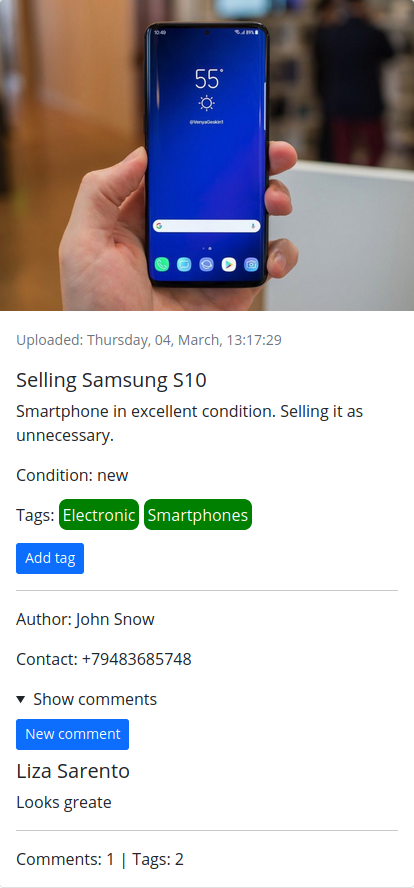 10:49
89%
55°
@VenyaGeskin1
G
Uploaded: Thursday, 04, March, 13:17:29
Selling Samsung S10
Smartphone in excellent condition. Selling it as
unnecessary.
Condition: new
Tags: Electronic Smartphones
Add tag
Author: John Snow
Contact: +79483685748
▼ Show comments
New comment
Liza Sarento
Looks greate
Comments: 1 | Tags: 2